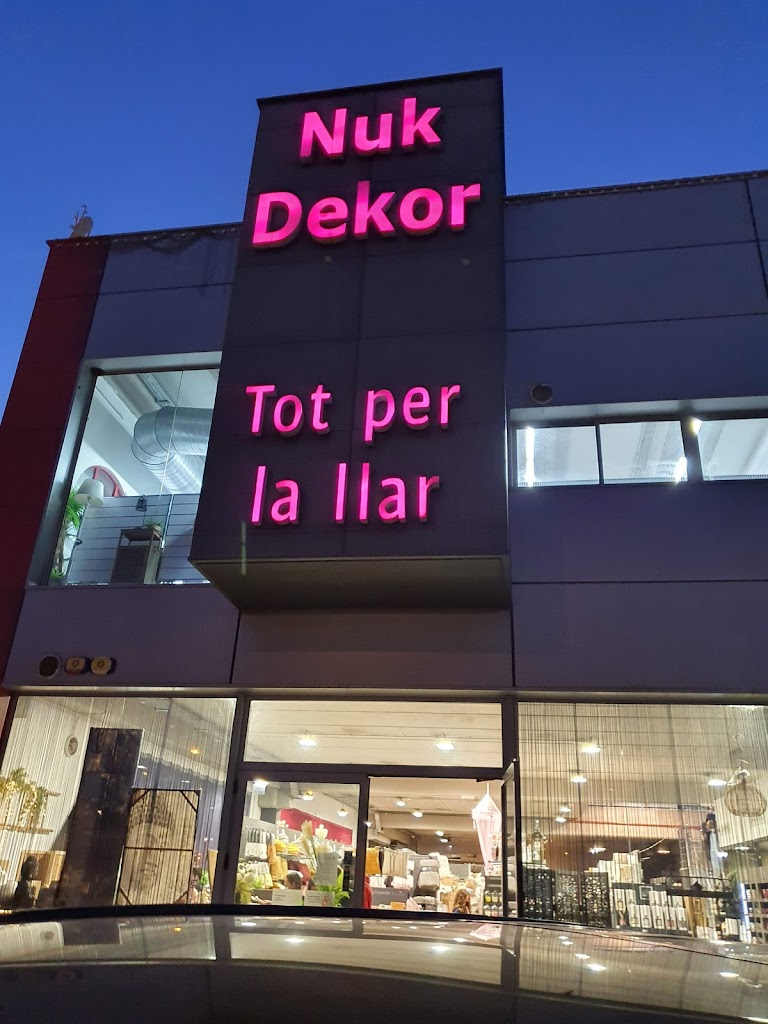 Nuk
Dekor
Tot per
la llar